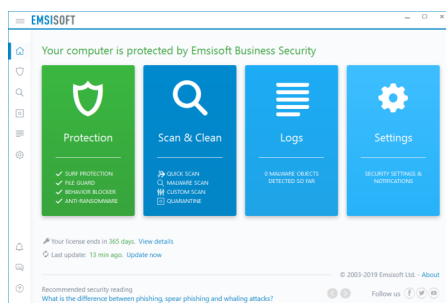 EMSISOFT
Your computer is protected by Emsisoft Business Security
Protection
SURF PROTECTION
FILE GUARD
BEHAVIOR BLOCKER
ANTI-RANSOMWARE
Scan & Clean
QUICK SCAN
MALWARE SCAN
CUSTOM SCAN
QUARANTINE
Logs
0 MALWARE OBJECTS
DETECTED SO FAR
Settings
SECURITY SETTINGS &
NOTIFICATIONS
Your license ends in 365 days. View details
Last update: 13 min ago. Update now
© 2003-2019 Emsisoft Ltd. - About
Recommended security reading
What is the difference between phishing, spear phishing and whaling attacks?
Follow us